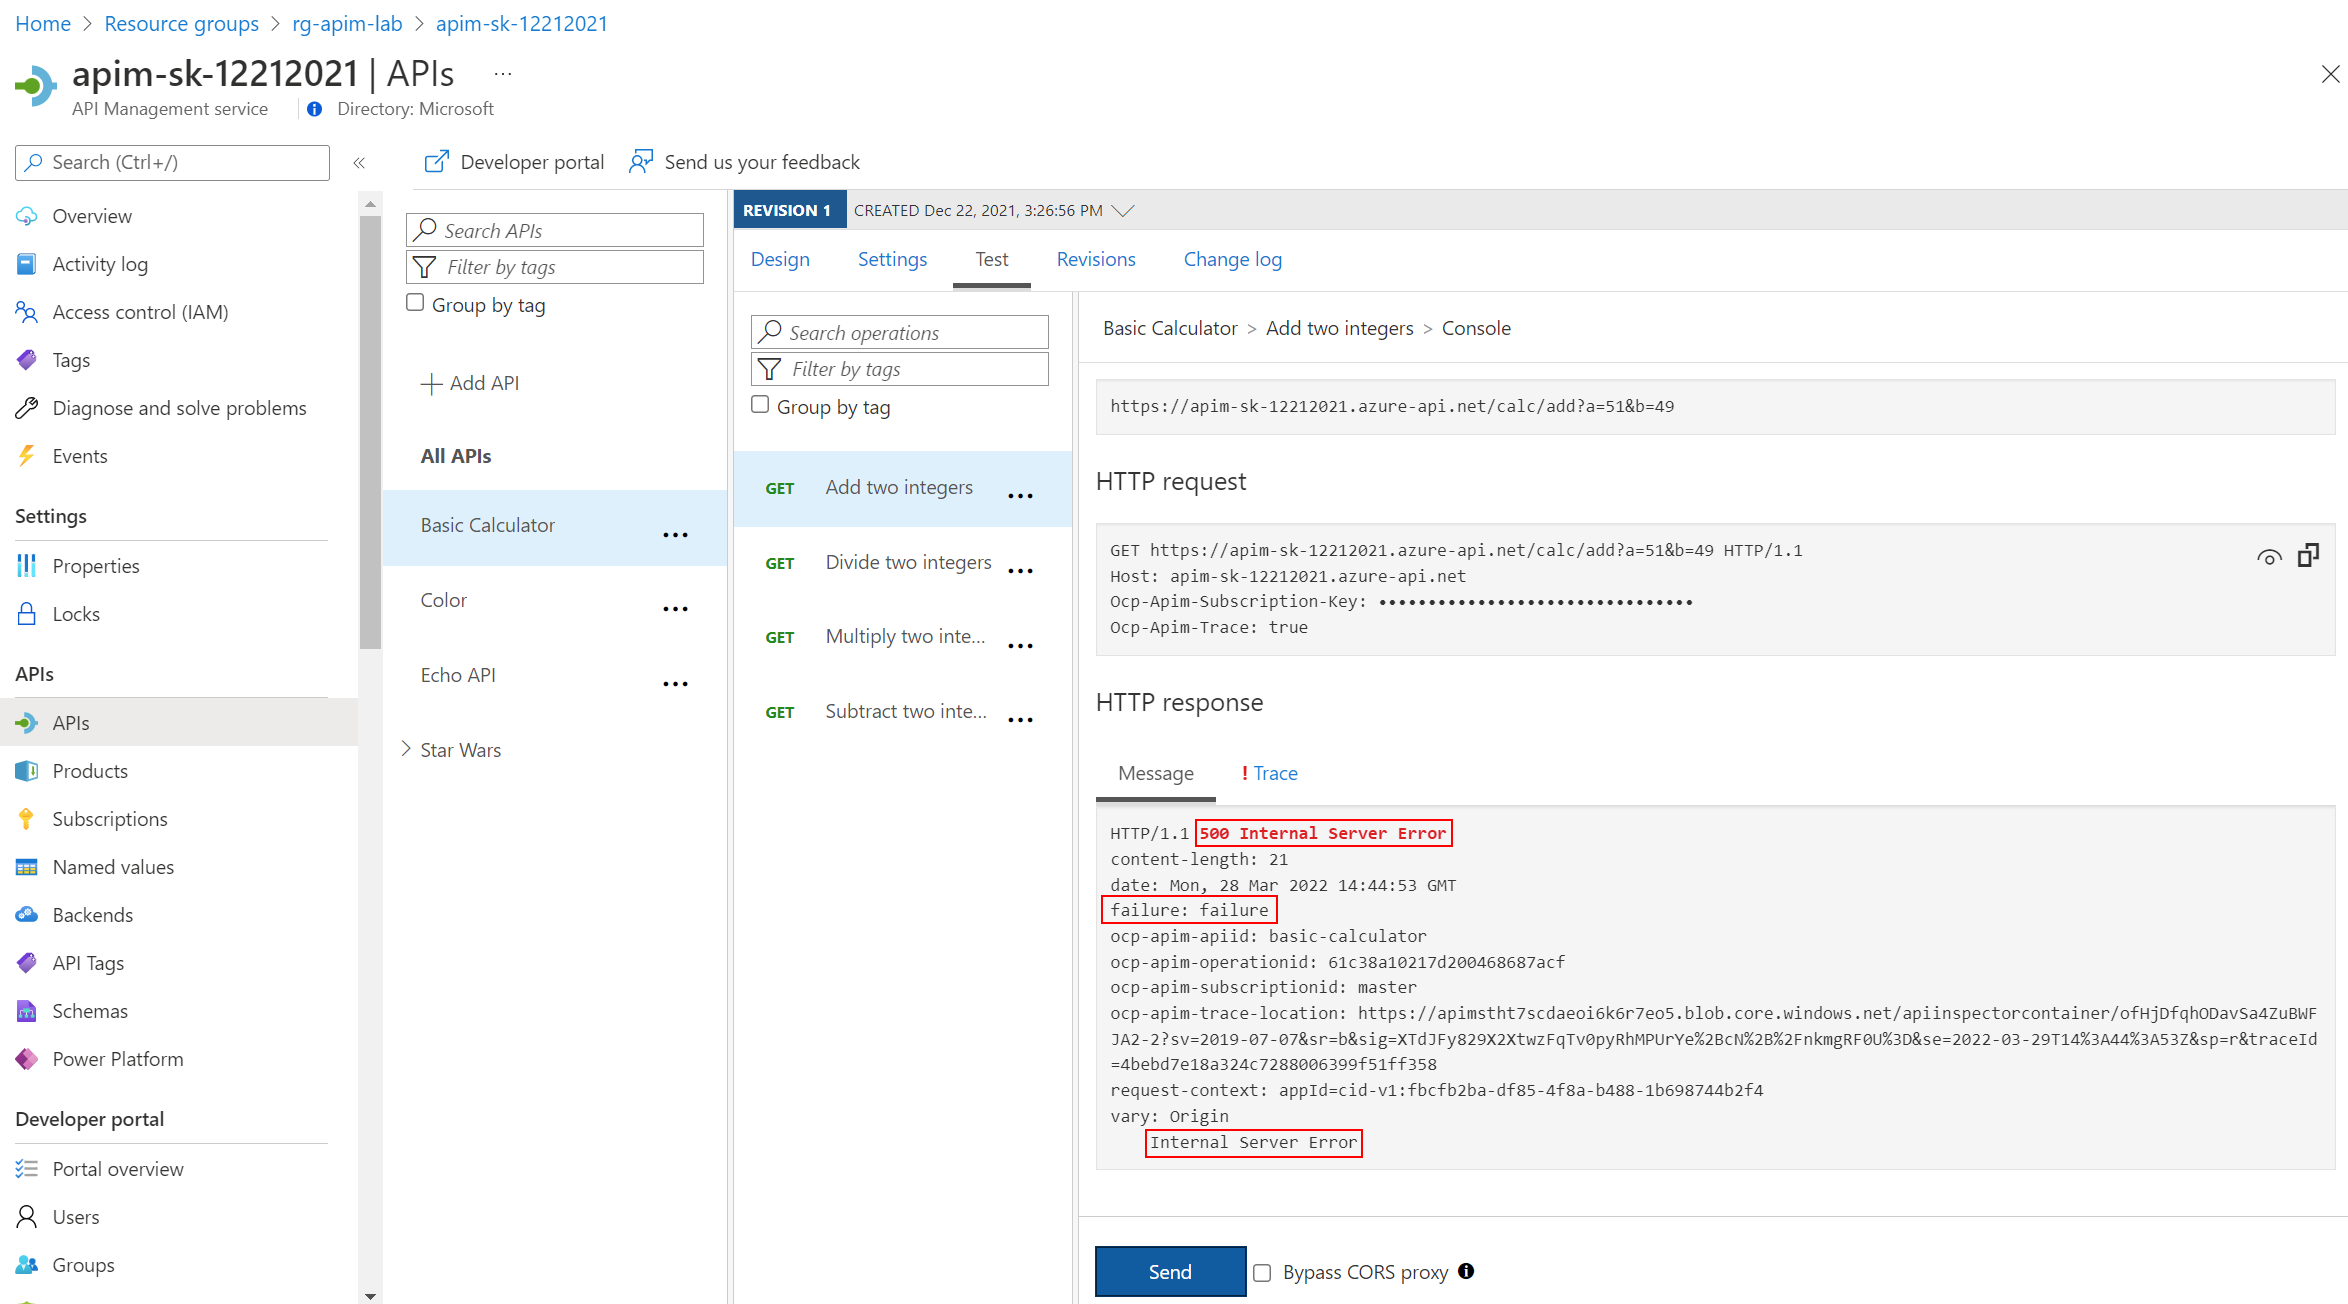 Home > Resource groups > rg-apim-lab > apim-sk-12212021
apim-sk-12212021 | APIs ...
API Management service
Directory: Microsoft
Search (Ctrl+/)
«
Overview
Activity log
Access control (IAM)
Tags
Diagnose and solve problems
Events
Settings
Properties
Locks
APIs
APIs
Products
Subscriptions
Named values
Backends
API Tags
Schemas
Power Platform
Developer portal
Portal overview
Users
Groups
Developer portal
Send us your feedback
Search APIs
Filter by tags
Group by tag
Add API
All APIs
Basic Calculator ...
Color ...
Echo API ...
> Star Wars
REVISION 1 CREATED Dec 22, 2021, 3:26:56 PM
Design Settings Test Revisions Change log
Search operations
Filter by tags
Group by tag
GET Add two integers ...
GET Divide two integers ...
GET Multiply two inte... ...
GET Subtract two inte... ...
Basic Calculator > Add two integers > Console
https://apim-sk-12212021.azure-api.net/calc/add?a=51&b=49
HTTP request
GET https://apim-sk-12212021.azure-api.net/calc/add?a=51&b=49 HTTP/1.1
Host: apim-sk-12212021.azure-api.net
Ocp-Apim-Subscription-Key: ••••••••••••••••••••••••••••••••
Ocp-Apim-Trace: true
HTTP response
Message ! Trace
HTTP/1.1 500 Internal Server Error
content-length: 21
date: Mon, 28 Mar 2022 14:44:53 GMT
failure: failure
ocp-apim-apiid: basic-calculator
ocp-apim-operationid: 61c38a10217d200468687acf
ocp-apim-subscriptionid: master
ocp-apim-trace-location: https://apimstht7scdaeoi6k6r7eo5.blob.core.windows.net/apiinspectorcontainer/ofHjDfqhODavSa4ZuBWF
JA2-2?sv=2019-07-07&sr=b&sig=XTdJFy829X2XtwzFqTv0pyRhMPUrYe%2BcN%2B%2FnkmgRF0U%3D&se=2022-03-29T14%3A44%3A53Z&sp=r&traceId
=4bebd7e18a324c7288006399f51ff358
request-context: appId=cid-v1:fbcfb2ba-df85-4f8a-b488-1b698744b2f4
vary: Origin
Internal Server Error
Send
Bypass CORS proxy